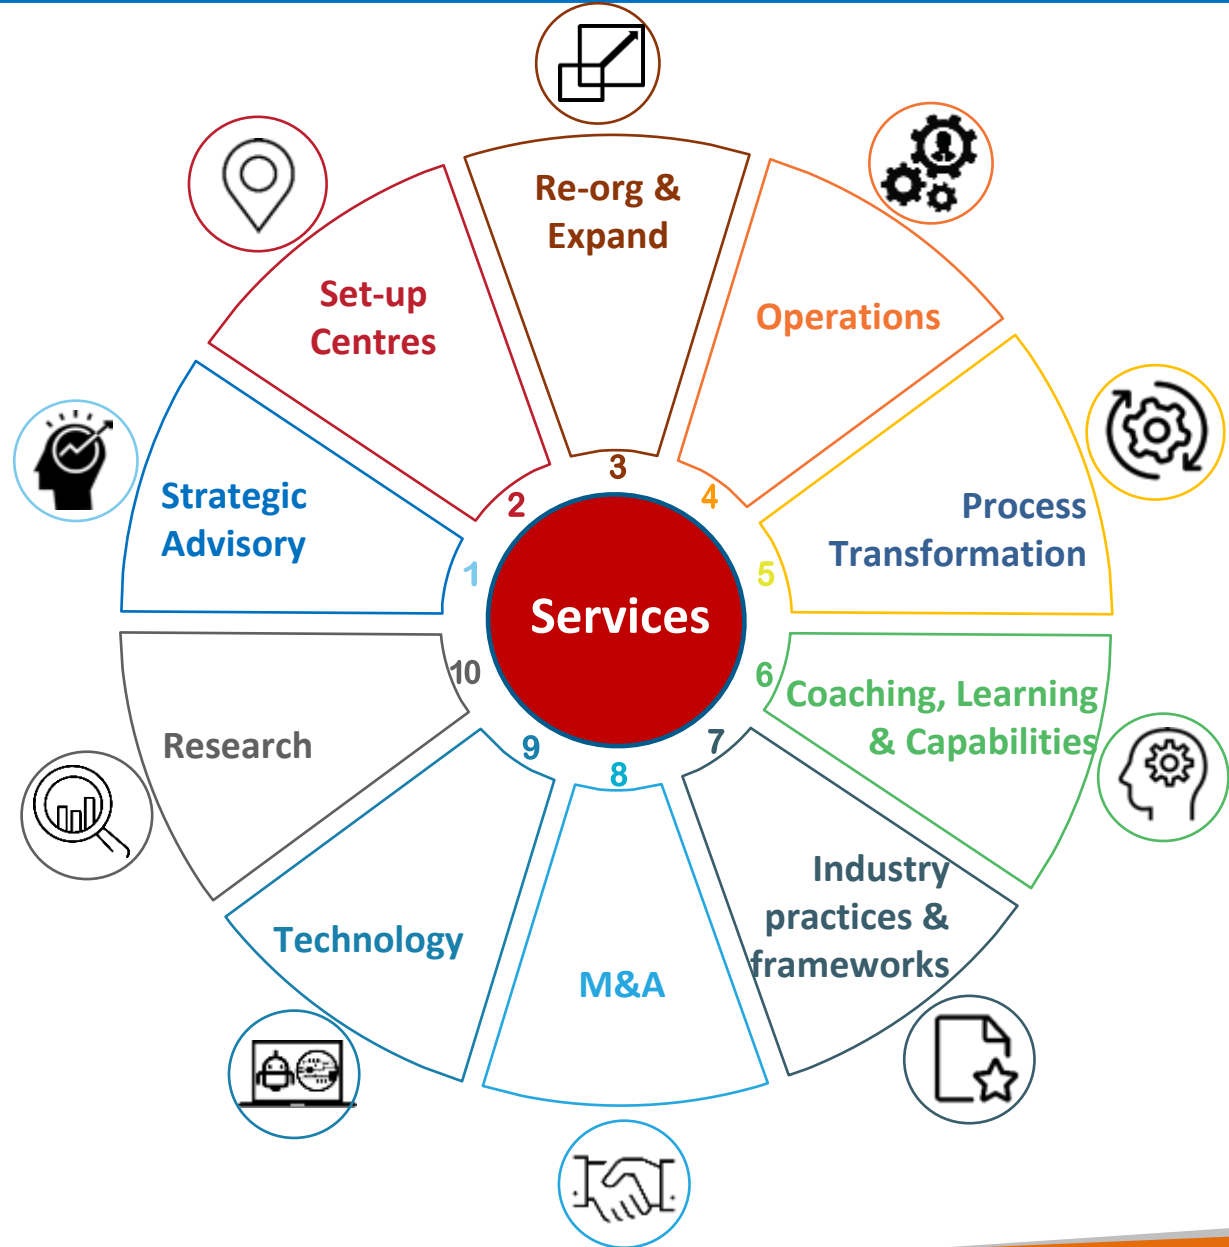 Services
1
Strategic
Advisory
2
Set-up
Centres
3
Re-org &
Expand
4
Operations
5
Process
Transformation
6
Coaching, Learning
& Capabilities
7
Industry
practices &
frameworks
8
M&A
9
Technology
10
Research